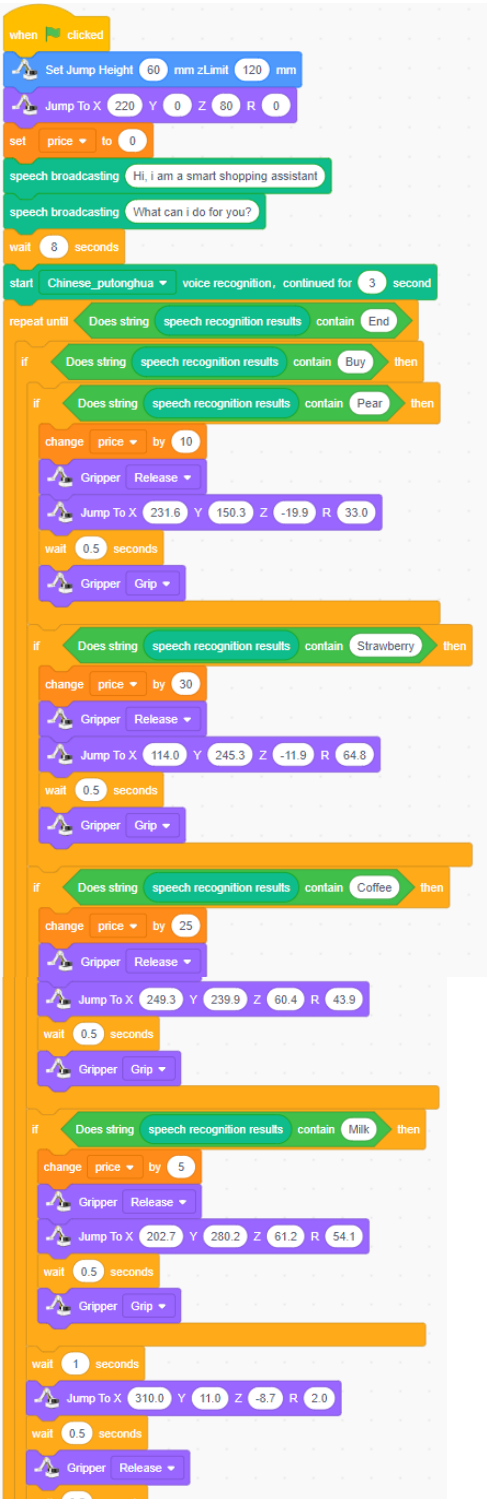 when clicked
Set Jump Height 60 mm zLimit 120 mm
Jump To X 220 Y 0 Z 80 R 0
set price to 0
speech broadcasting Hi, i am a smart shopping assistant
speech broadcasting What can i do for you?
wait 8 seconds
start Chinese_putonghua voice recognition, continued for 3 second
repeat until Does string speech recognition results contain End
if Does string speech recognition results contain Buy then
if Does string speech recognition results contain Pear then
change price by 10
Gripper Release
Jump To X 231.6 Y 150.3 Z -19.9 R 33.0
wait 0.5 seconds
Gripper Grip
if Does string speech recognition results contain Strawberry then
change price by 30
Gripper Release
Jump To X 114.0 Y 245.3 Z -11.9 R 64.8
wait 0.5 seconds
Gripper Grip
if Does string speech recognition results contain Coffee then
change price by 25
Gripper Release
Jump To X 249.3 Y 239.9 Z 60.4 R 43.9
wait 0.5 seconds
Gripper Grip
if Does string speech recognition results contain Milk then
change price by 5
Gripper Release
Jump To X 202.7 Y 280.2 Z 61.2 R 54.1
wait 0.5 seconds
Gripper Grip
wait 1 seconds
Jump To X 310.0 Y 11.0 Z -8.7 R 2.0
wait 0.5 seconds
Gripper Release